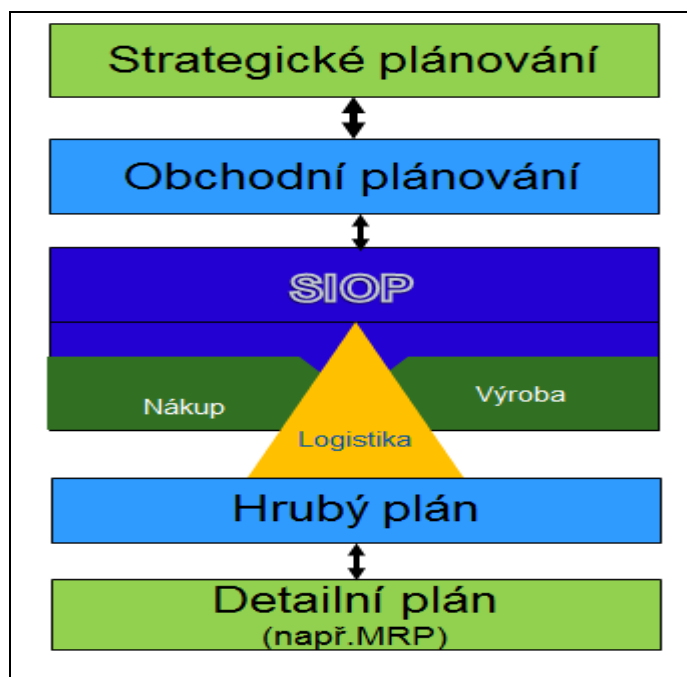 Strategické plánování
Obchodní plánování
SIOP
Nákup
Výroba
Logistika
Hrubý plán
Detailní plán
(např.MRP)